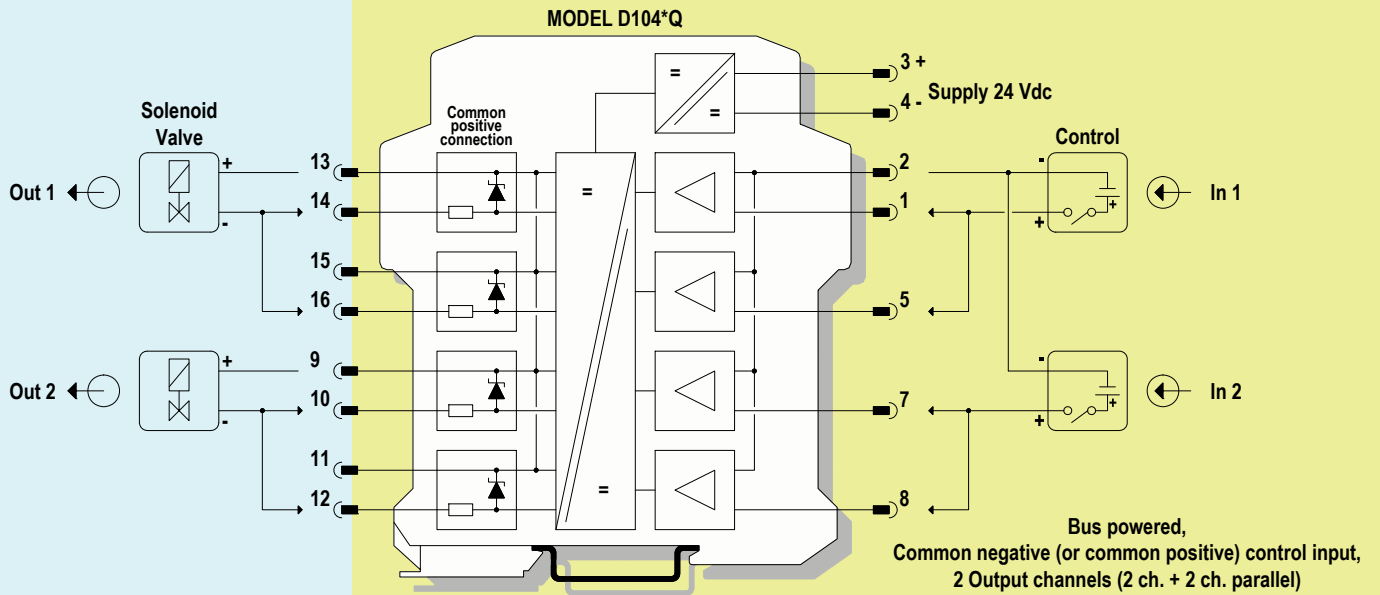 MODEL D104*Q
3 +
4 -
Supply 24 Vdc
=
=
Solenoid
Valve
Common
positive
connection
Control
Out 1
+
-
13
14
15
16
=
2
1
5
-
+
+
In 1
Out 2
+
-
9
10
11
12
=
7
8
-
+
+
In 2
Bus powered,
Common negative (or common positive) control input,
2 Output channels (2 ch. + 2 ch. parallel)